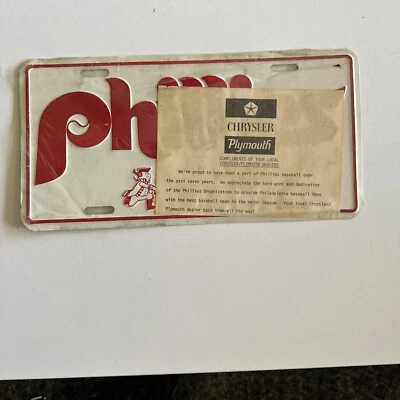 phi
CHRYSLER
Plymouth
COMPLIMENTS OF YOUR LOCAL
CHRYSLER/PLYMOUTH DEALERS
We're proud to have been a part of Phillies baseball over
the past seven years. We appreciate the hard work and dedication
of the Phillies Organization to provide Philadelphia Baseball Fans
with the best baseball team in the major league. Your local Chrysler/
Plymouth dealer back them all the way!